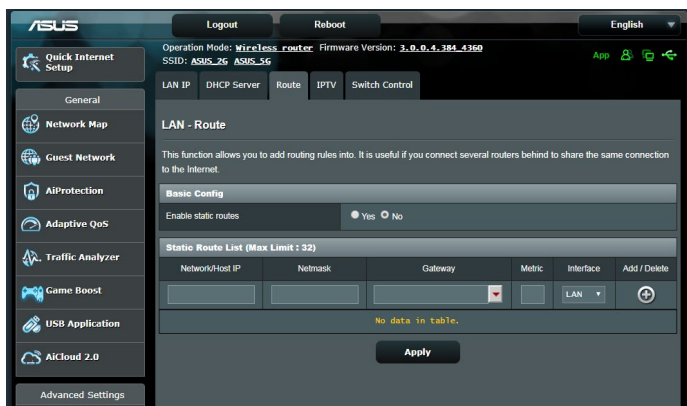 ASUS
Logout
Reboot
English
Quick Internet
Setup
General
Network Map
Guest Network
AiProtection
Adaptive QoS
Traffic Analyzer
Game Boost
USB Application
AiCloud 2.0
Advanced Settings
Operation Mode: Wireless router Firmware Version: 3.0.0.4.384_4360
SSID: ASUS_2G ASUS_5G
App
LAN IP DHCP Server Route IPTV Switch Control
LAN - Route
This function allows you to add routing rules into. It is useful if you connect several routers behind to share the same connection
to the Internet.
Basic Config
Enable static routes Yes No
Static Route List (Max Limit : 32)
Network/Host IP Netmask Gateway Metric Interface Add / Delete
LAN
No data in table.
Apply